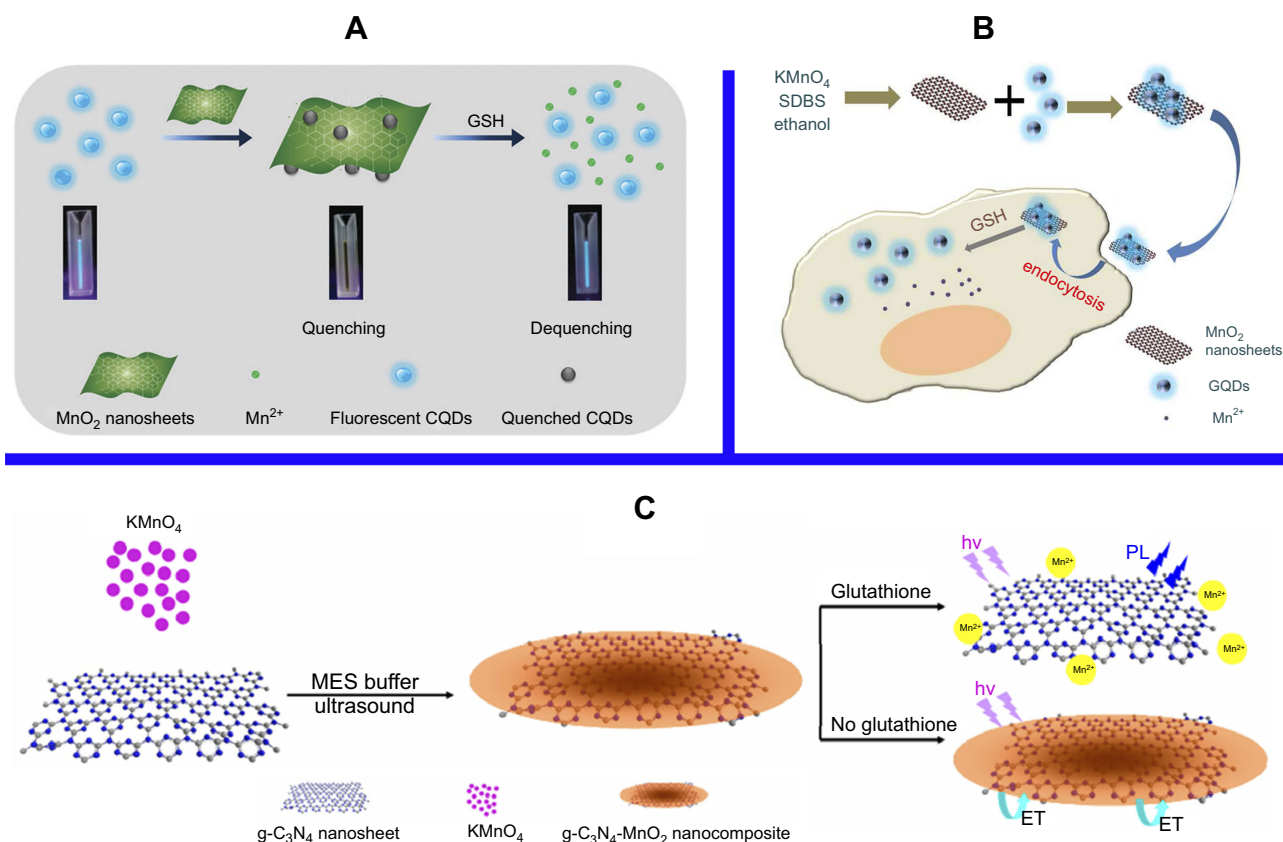 A
GSH
Quenching
Dequenching
MnO₂ nanosheets
Mn²⁺
Fluorescent CQDs
Quenched CQDs
B
KMnO₄
SDBS
ethanol
+
GSH
endocytosis
MnO₂
nanosheets
GQDs
Mn²⁺
C
KMnO₄
MES buffer
ultrasound
Glutathione
No glutathione
hv
PL
Mn²⁺
Mn²⁺
Mn²⁺
Mn²⁺
Mn²⁺
hv
ET
ET
g-C₃N₄ nanosheet
KMnO₄
g-C₃N₄-MnO₂ nanocomposite